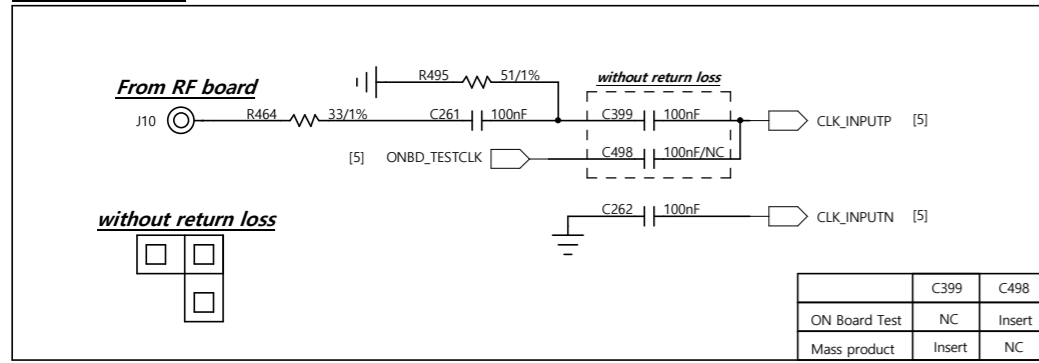 R495 51/1%
without return loss
From RF board
J10 R464 33/1% C261 100nF C399 100nF CLK_INPUTP [5]
[5] ONBD_TESTCLK C498 100nF/NC
without return loss
C262 100nF CLK_INPUTN [5]
C399 C498
ON Board Test NC Insert
Mass product Insert NC